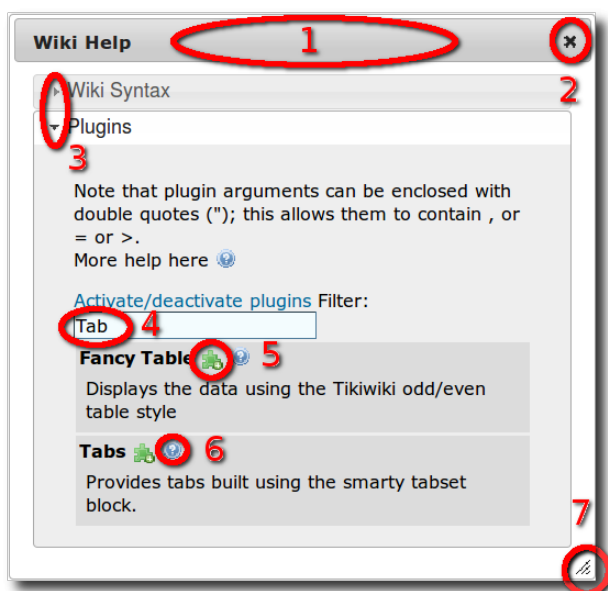 Wiki Help 1
2
Wiki Syntax
Plugins
3
Note that plugin arguments can be enclosed with
double quotes ("); this allows them to contain , or
= or >.
More help here
Activate/deactivate plugins Filter:
Tab 4
Fancy Table 5
Displays the data using the Tikiwiki odd/even
table style
Tabs 6
Provides tabs built using the smarty tabset
block.
7